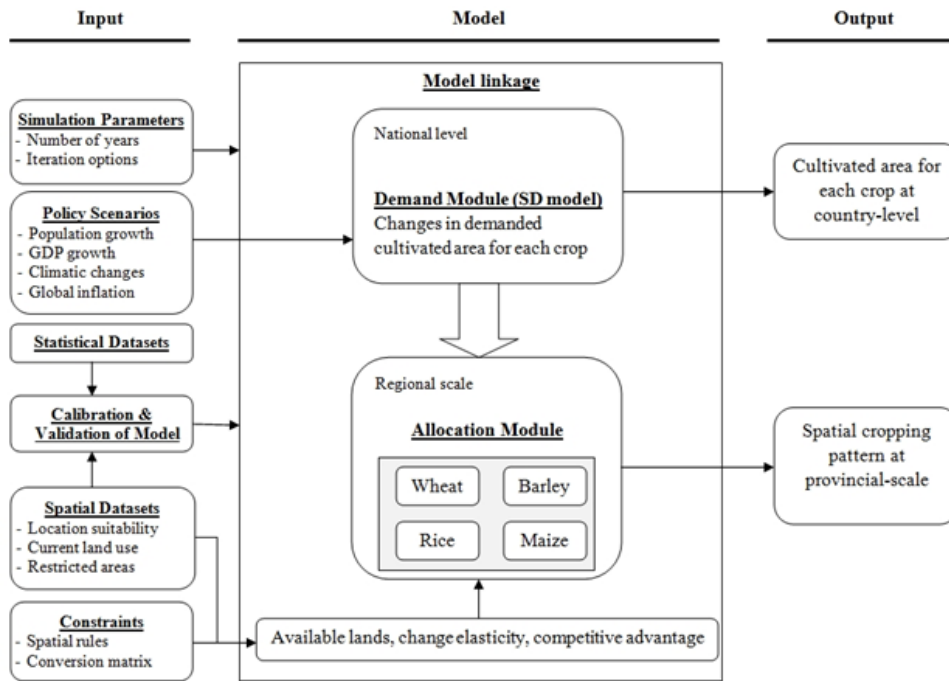 Input
Model
Output
Model linkage
Simulation Parameters
- Number of years
- Iteration options
Policy Scenarios
- Population growth
- GDP growth
- Climatic changes
- Global inflation
Statistical Datasets
Calibration &
Validation of Model
Spatial Datasets
- Location suitability
- Current land use
- Restricted areas
Constraints
- Spatial rules
- Conversion matrix
National level
Demand Module (SD model)
Changes in demanded
cultivated area for each crop
Regional scale
Allocation Module
Wheat
Barley
Rice
Maize
Available lands, change elasticity, competitive advantage
Cultivated area for
each crop at
country-level
Spatial cropping
pattern at
provincial-scale